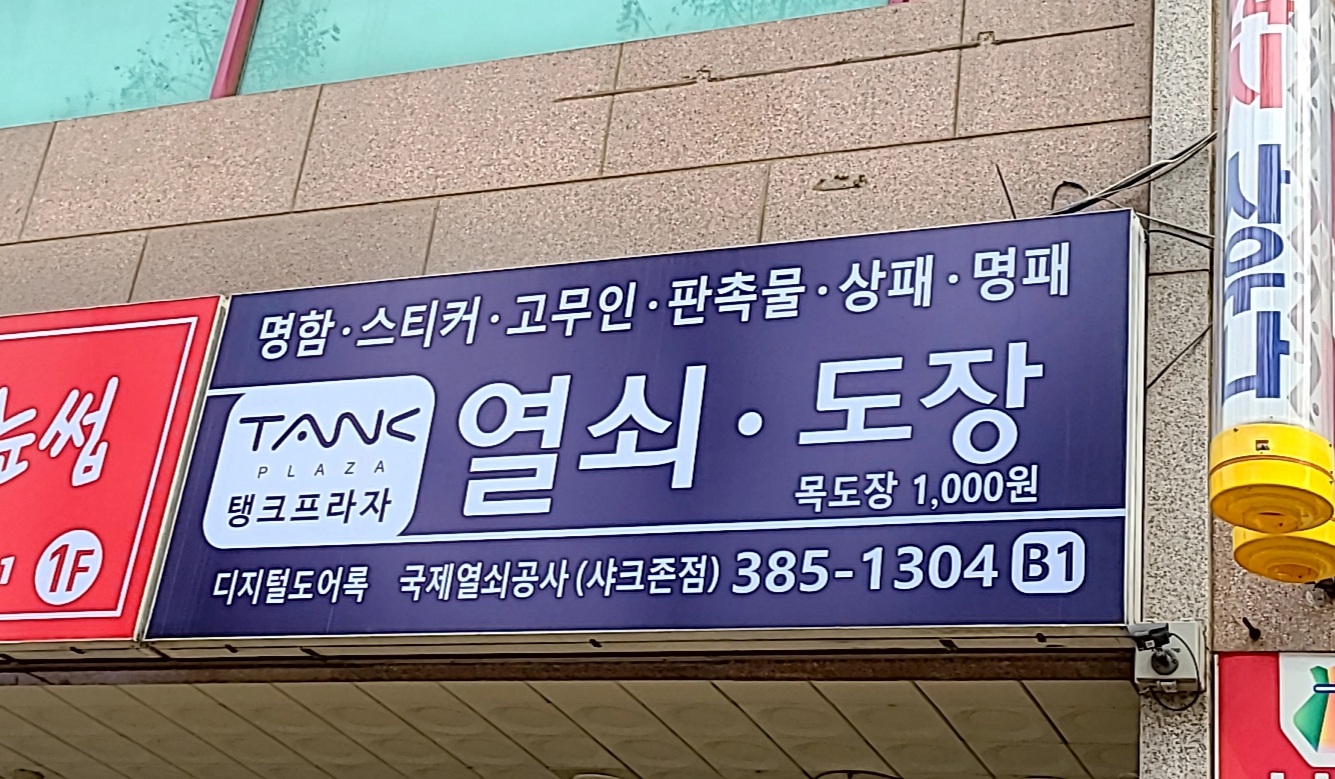 명함·스티커·고무인·판촉물·상패·명패
TANK
PLAZA
탱크프라자
열쇠·도장
목도장 1,000원
디지털도어록 국제열쇠공사(샤크존점) 385-1304 B1
눈썹
1F